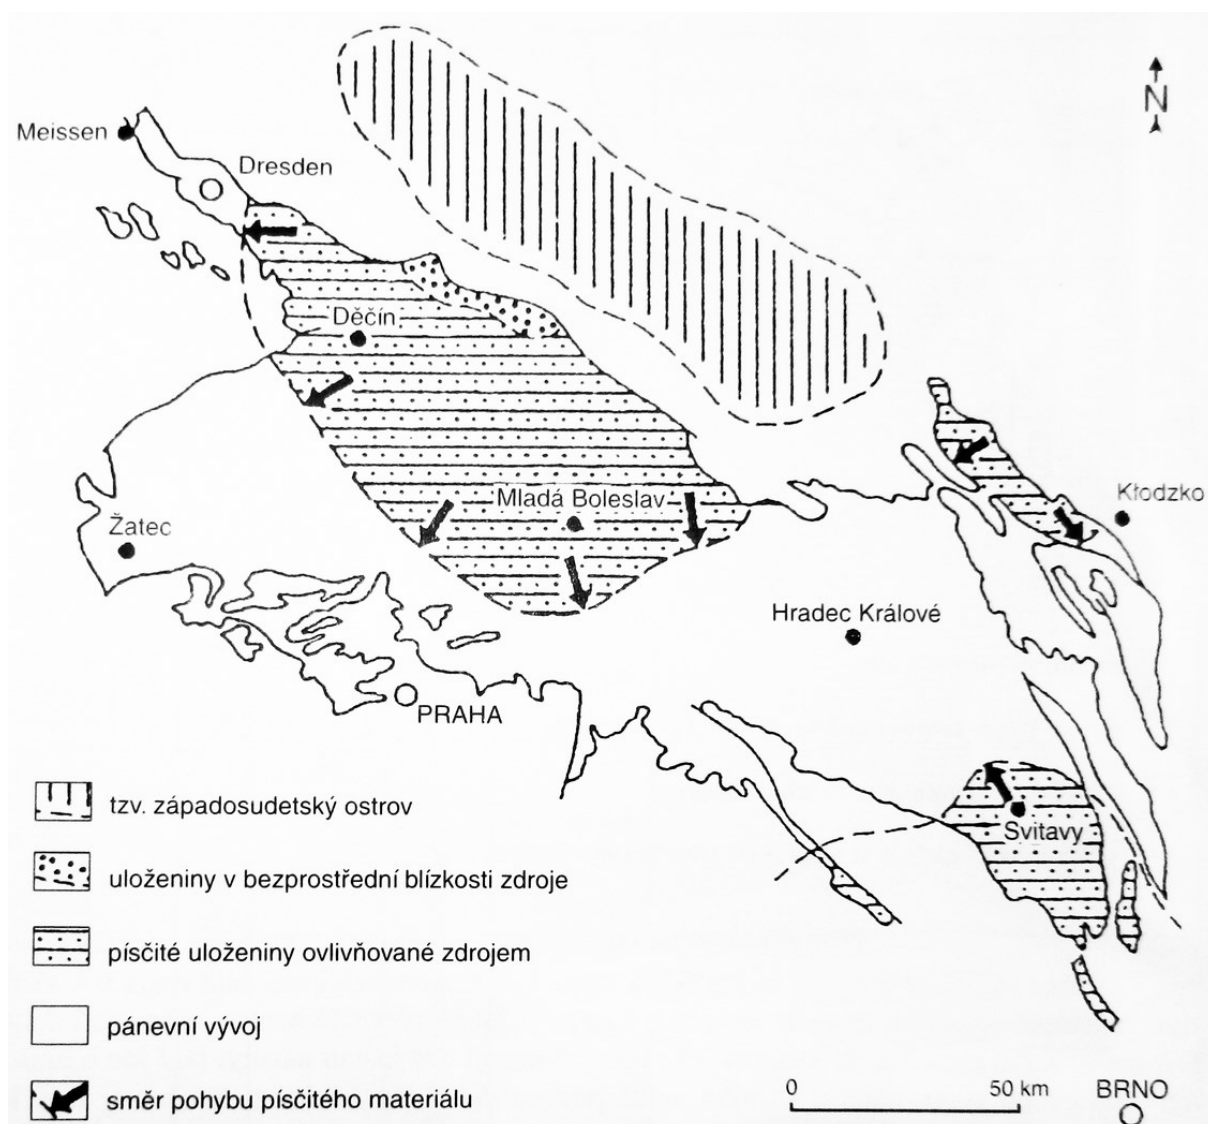 N
Meissen
Dresden
Děčín
Mladá Boleslav
Kłodzko
Žatec
Hradec Králové
PRAHA
Svitavy
tzv. západosudetský ostrov
uloženiny v bezprostřední blízkosti zdroje
písčité uloženiny ovlivňované zdrojem
pánevní vývoj
směr pohybu písčitého materiálu
0 50 km
BRNO